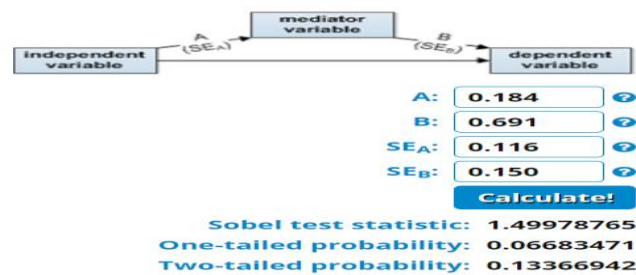 mediator
variable
A
(SEA)
B
(SEB)
independent
variable
dependent
variable
A: 0.184 ?
B: 0.691 ?
SEA: 0.116 ?
SEB: 0.150 ?
Calculate!
Sobel test statistic: 1.49978765
One-tailed probability: 0.06683471
Two-tailed probability: 0.13366942